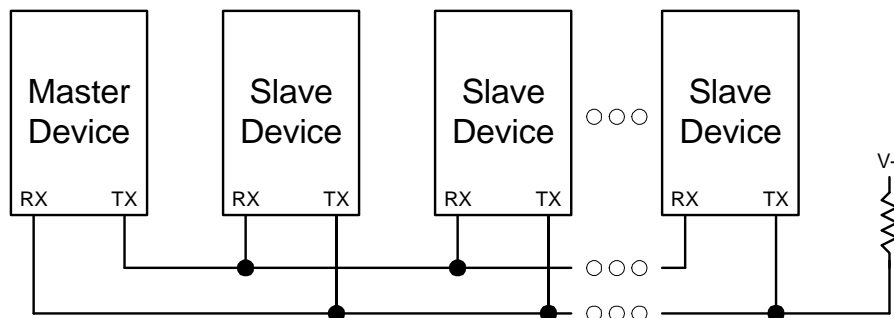 Master
Device
Slave
Device
Slave
Device
Slave
Device
RX TX
RX TX
RX TX
RX TX